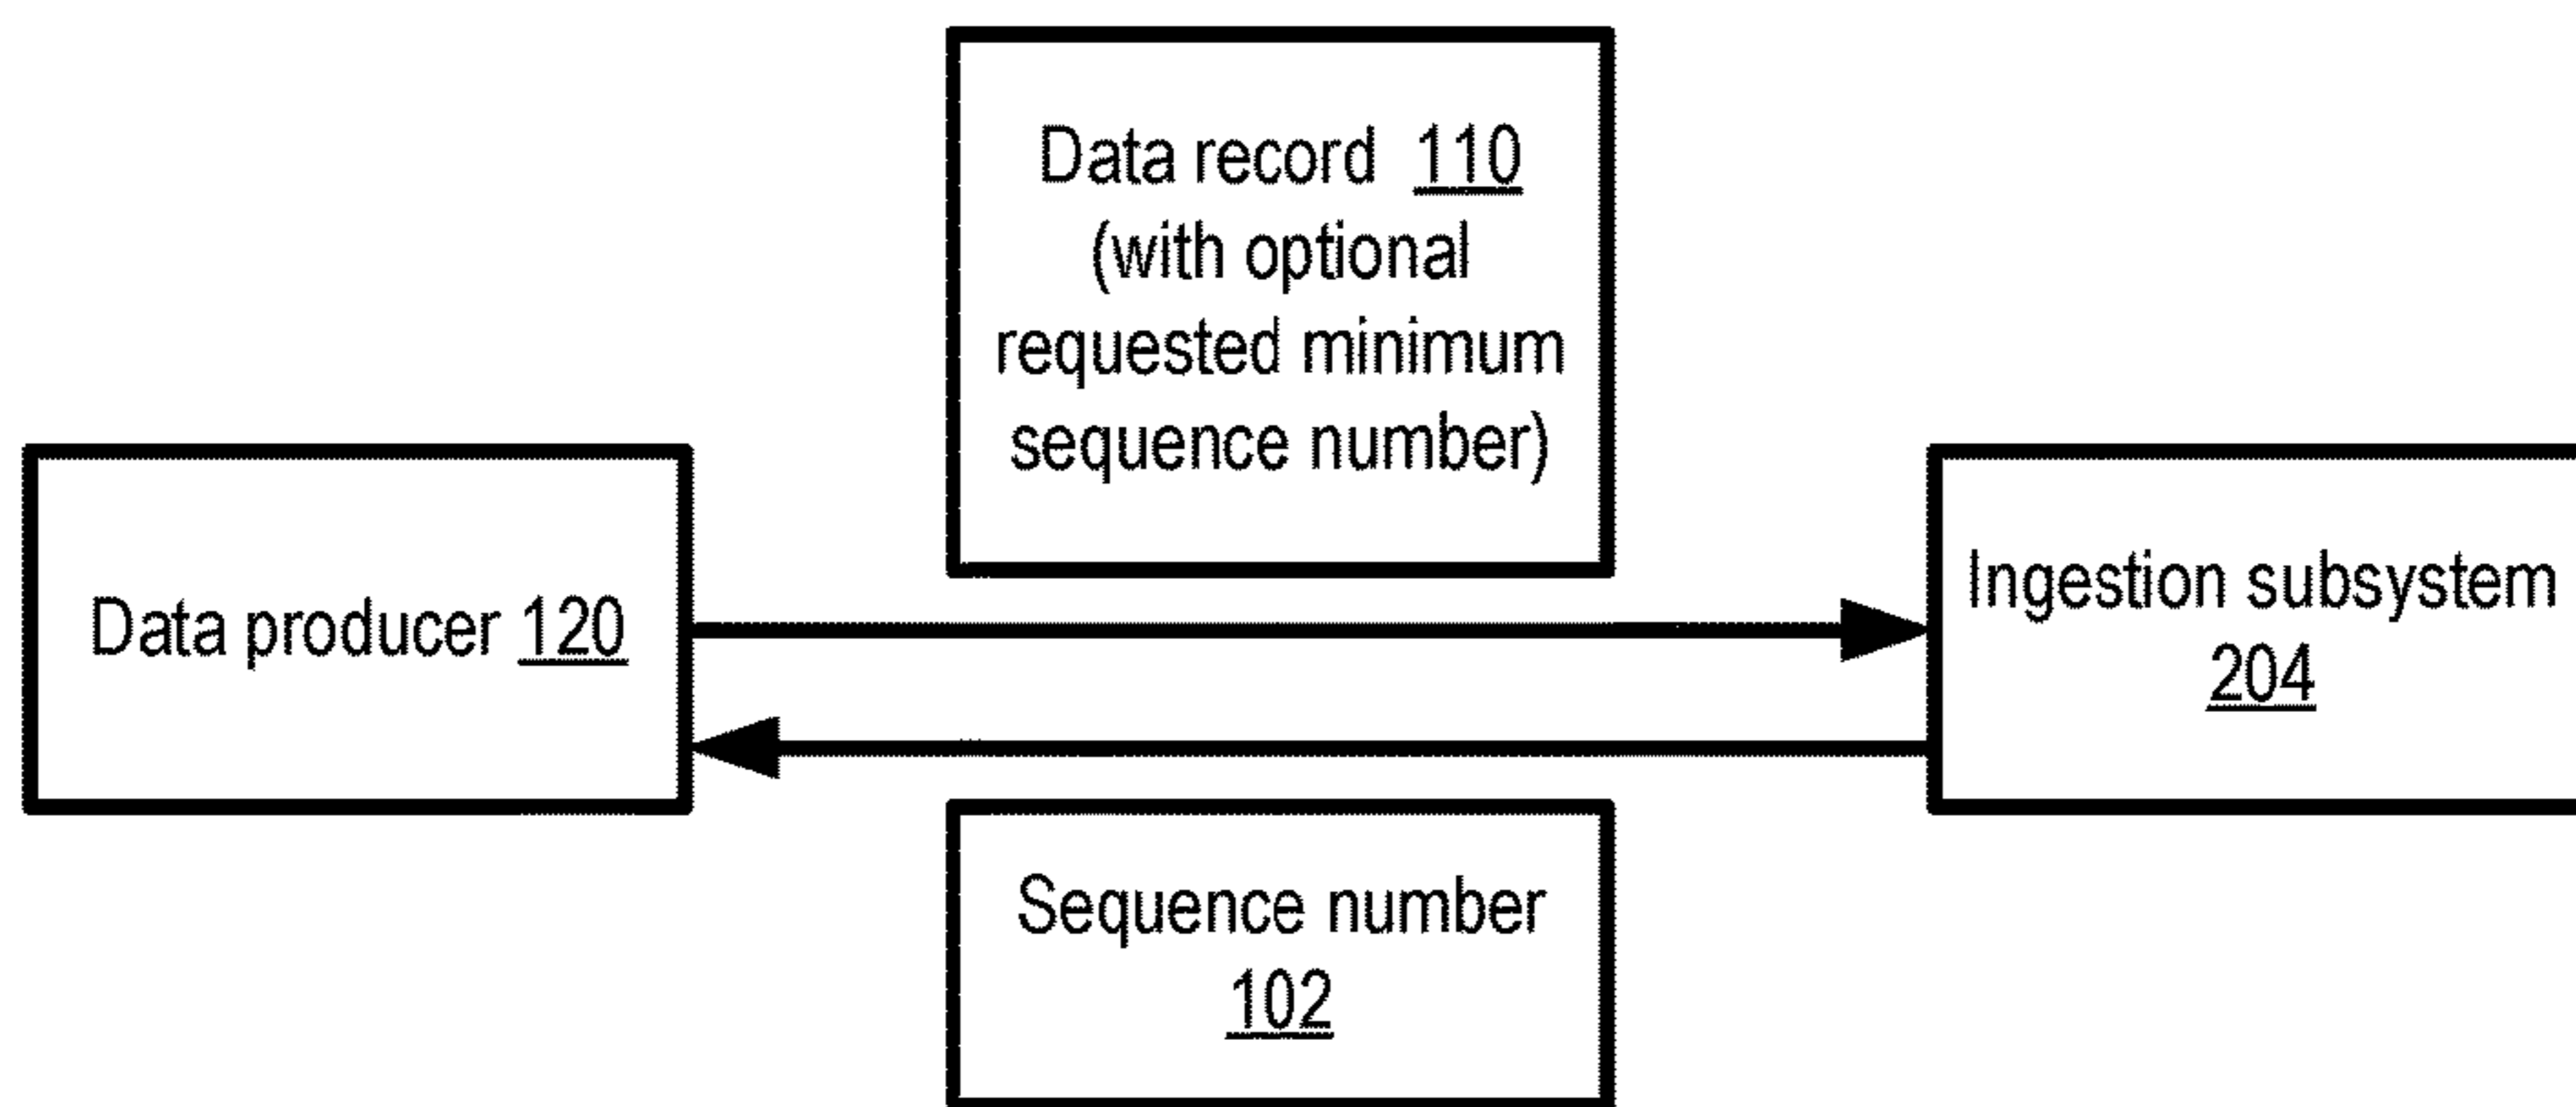 Data record 110
(with optional
requested minimum
sequence number)
Data producer 120
Ingestion subsystem
204
Sequence number
102